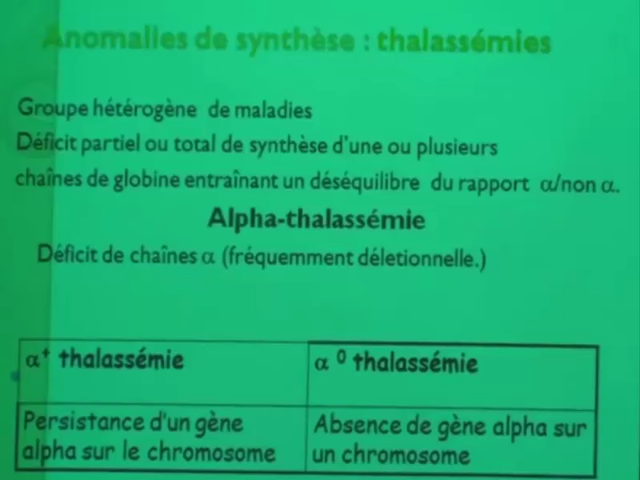 Anomalies de synthèse : thalassémies
Groupe hétérogène de maladies
Déficit partiel ou total de synthèse d'une ou plusieurs
chaînes de globine entraînant un déséquilibre du rapport α/non α.
Alpha-thalassémie
Déficit de chaînes α (fréquemment déletionnelle.)
α⁺ thalassémie
α ⁰ thalassémie
Persistance d'un gène
alpha sur le chromosome
Absence de gène alpha sur
un chromosome